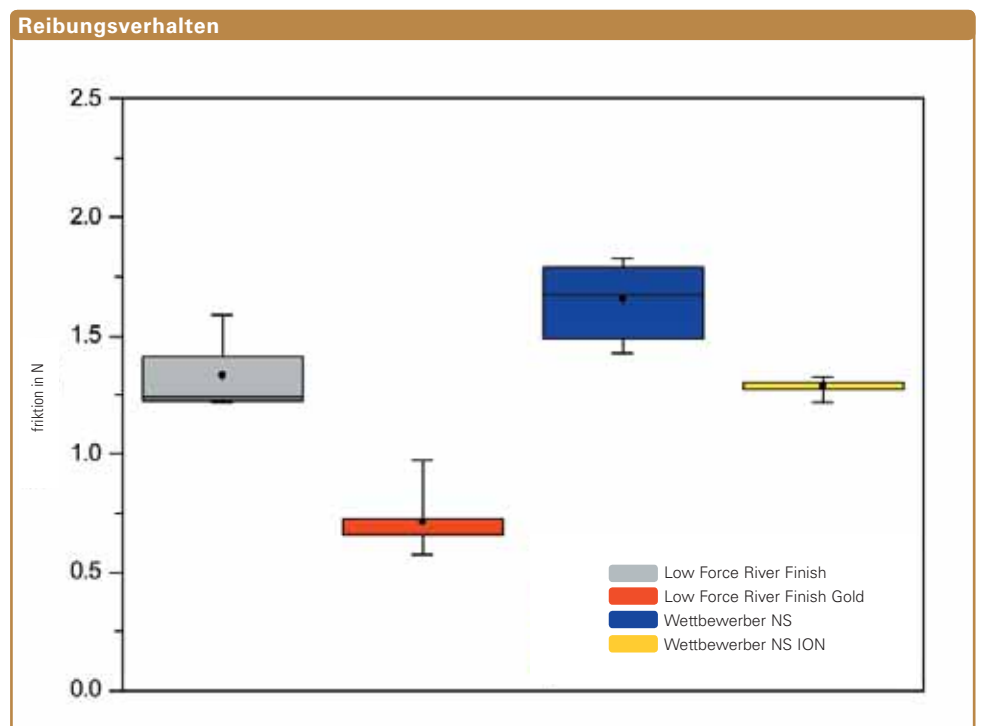 Reibungsverhalten
2.5
2.0
1.5
1.0
0.5
0.0
friktion in N
Low Force River Finish
Low Force River Finish Gold
Wettbewerber NS
Wettbewerber NS ION